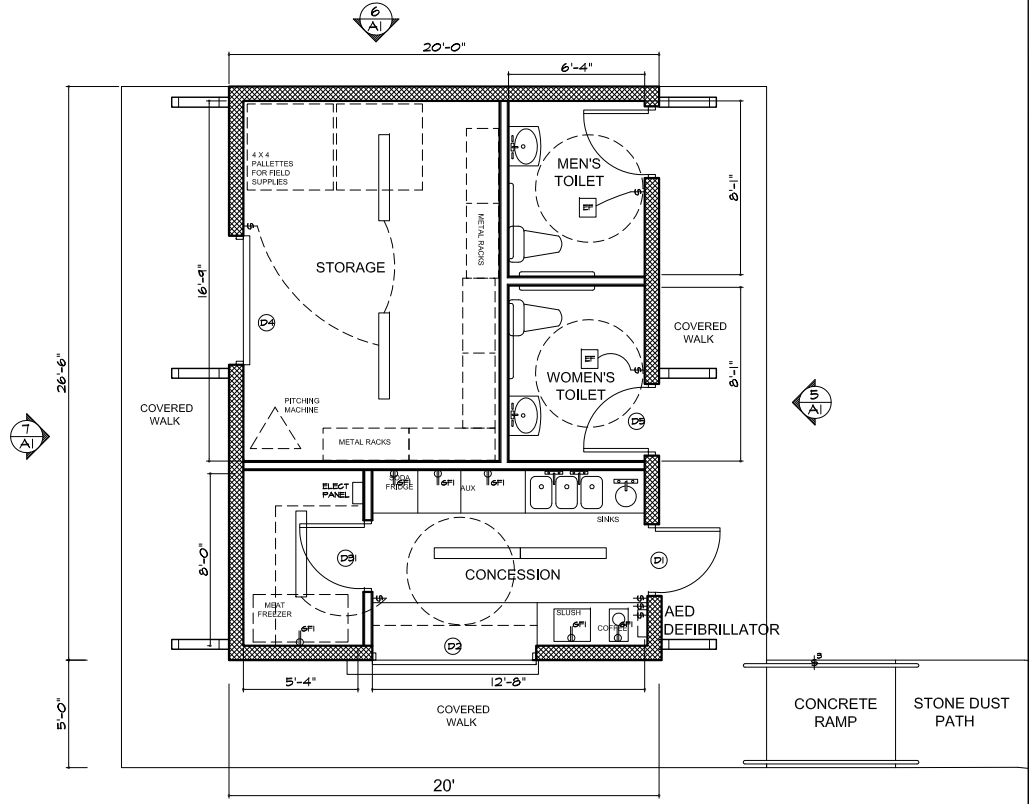 6
A1
20'-0"
6'-4"
4 X 4
PALLETTES
FOR FIELD
SUPPLIES
MEN'S
TOILET
EF
8'-1"
METAL RACKS
STORAGE
16'-9"
D4
COVERED
WALK
EF
WOMEN'S
TOILET
8'-1"
D5
26'-6"
5
A1
7
A1
COVERED
WALK
PITCHING
MACHINE
METAL RACKS
ELECT
PANEL
SODA
FRIDGE
GFI
GFI
AUX
GFI
SINKS
8'-0"
D3
CONCESSION
D1
MEAT
FREEZER
GFI
SLUSH
GFI
COFFEE
GFI
AED
DEFIBRILLATOR
D2
5'-4"
12'-8"
COVERED
WALK
5'-0"
3
CONCRETE
RAMP
STONE DUST
PATH
20'